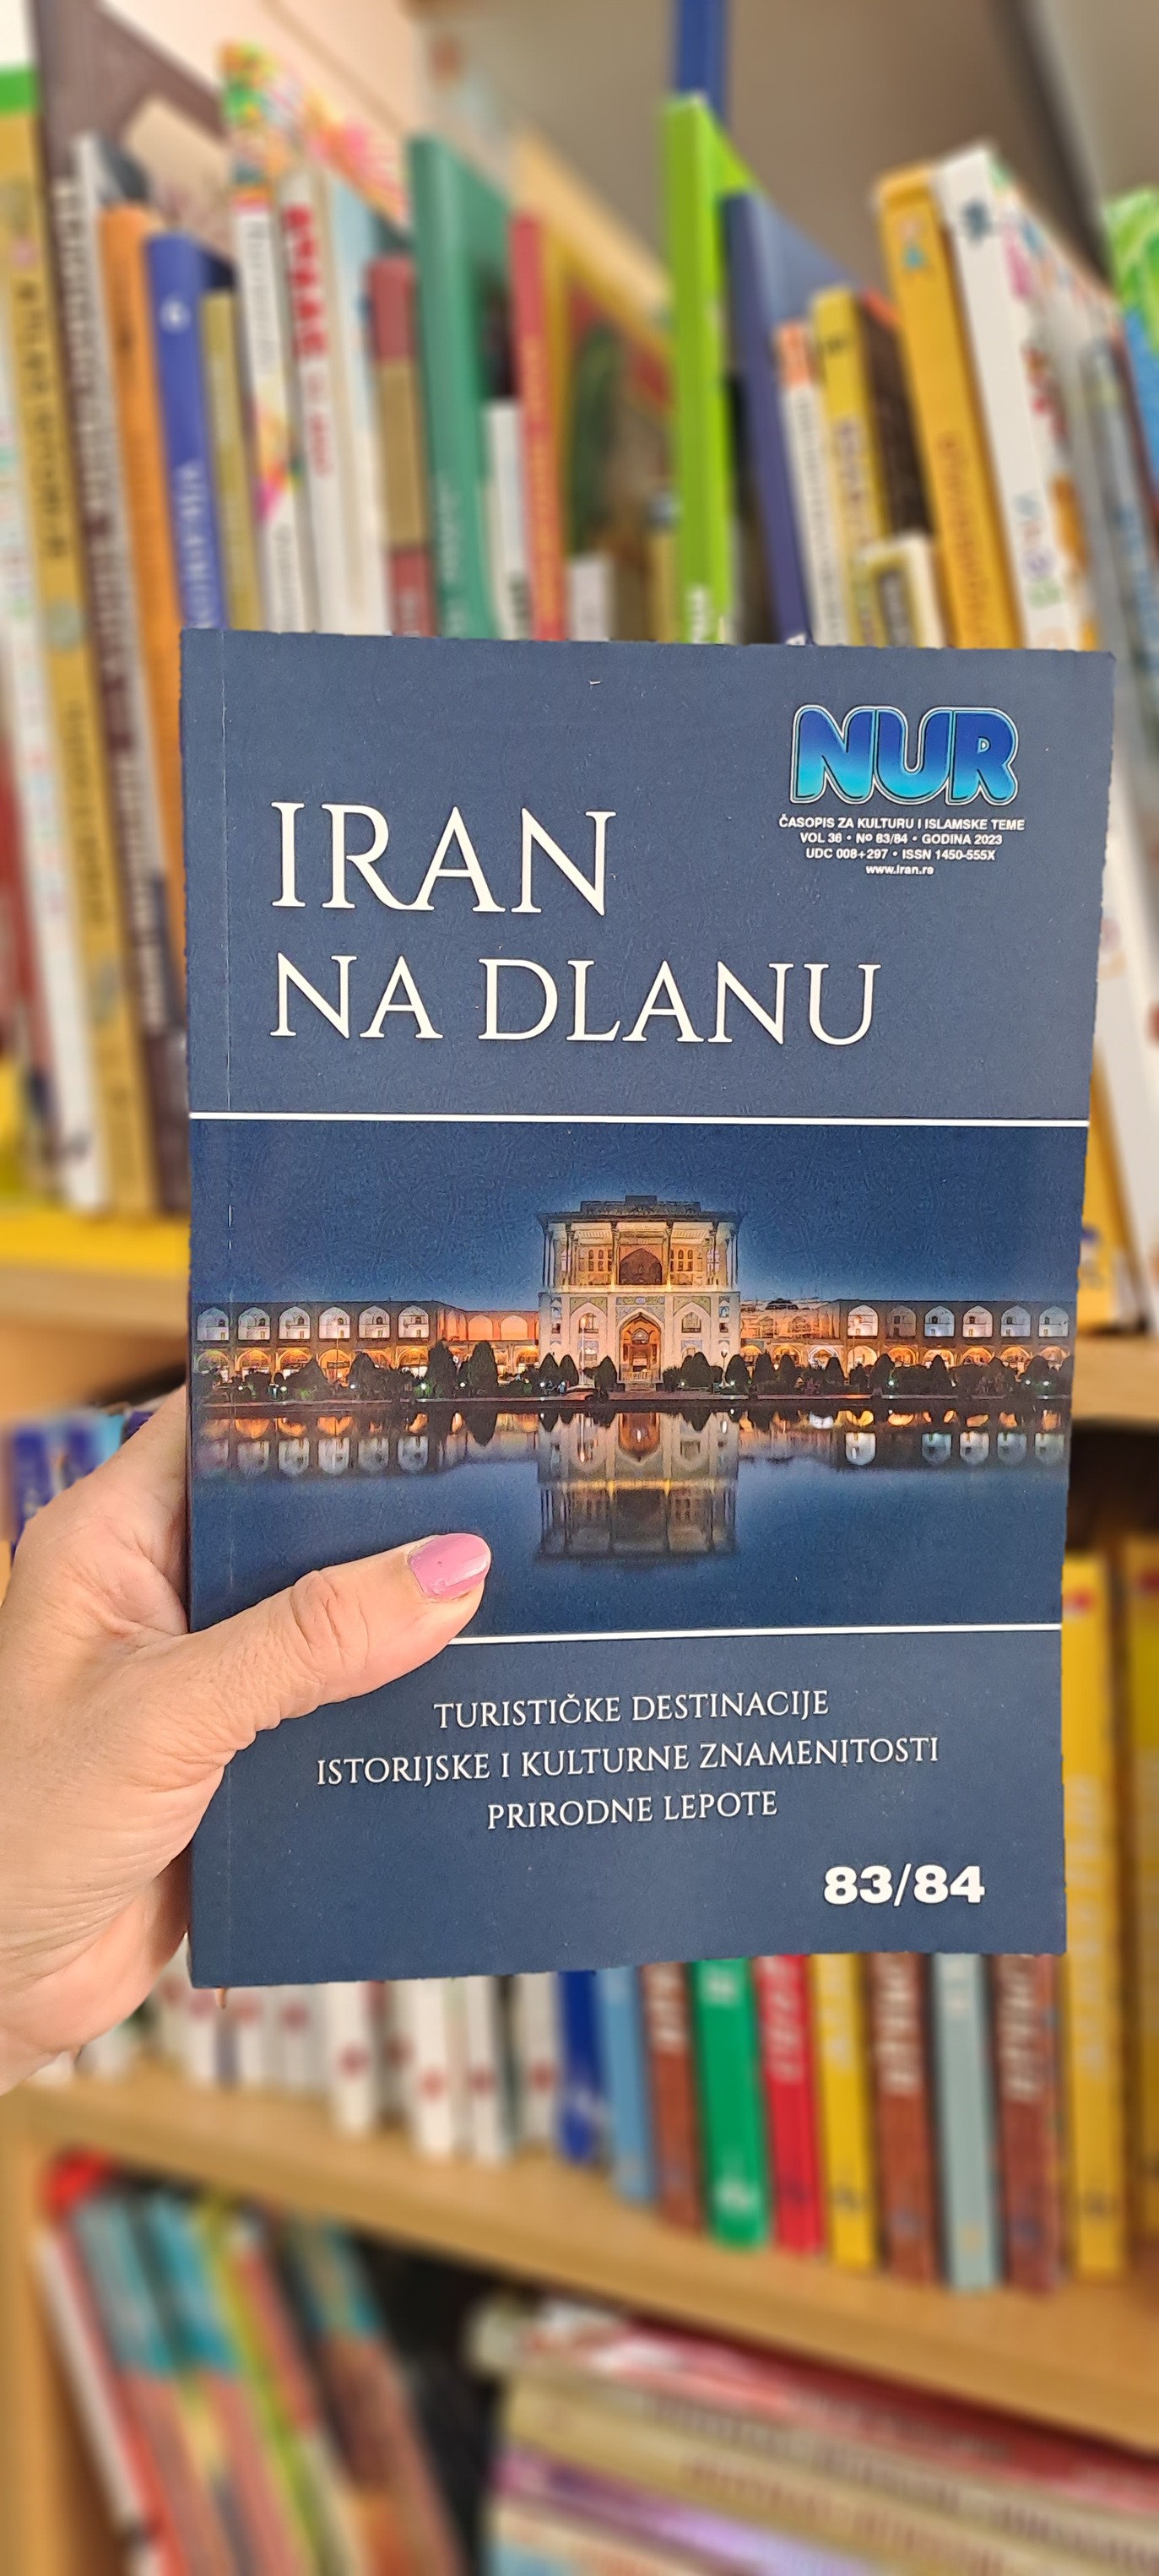 NUR
ČASOPIS ZA KULTURU I ISLAMSKE TEME
VOL 36 • Nº 83/84 • GODINA 2023
UDC 008+297 • ISSN 1450-555X
www.iran.rs
IRAN
NA DLANU
TURISTIČKE DESTINACIJE
ISTORIJSKE I KULTURNE ZNAMENITOSTI
PRIRODNE LEPOTE
83/84